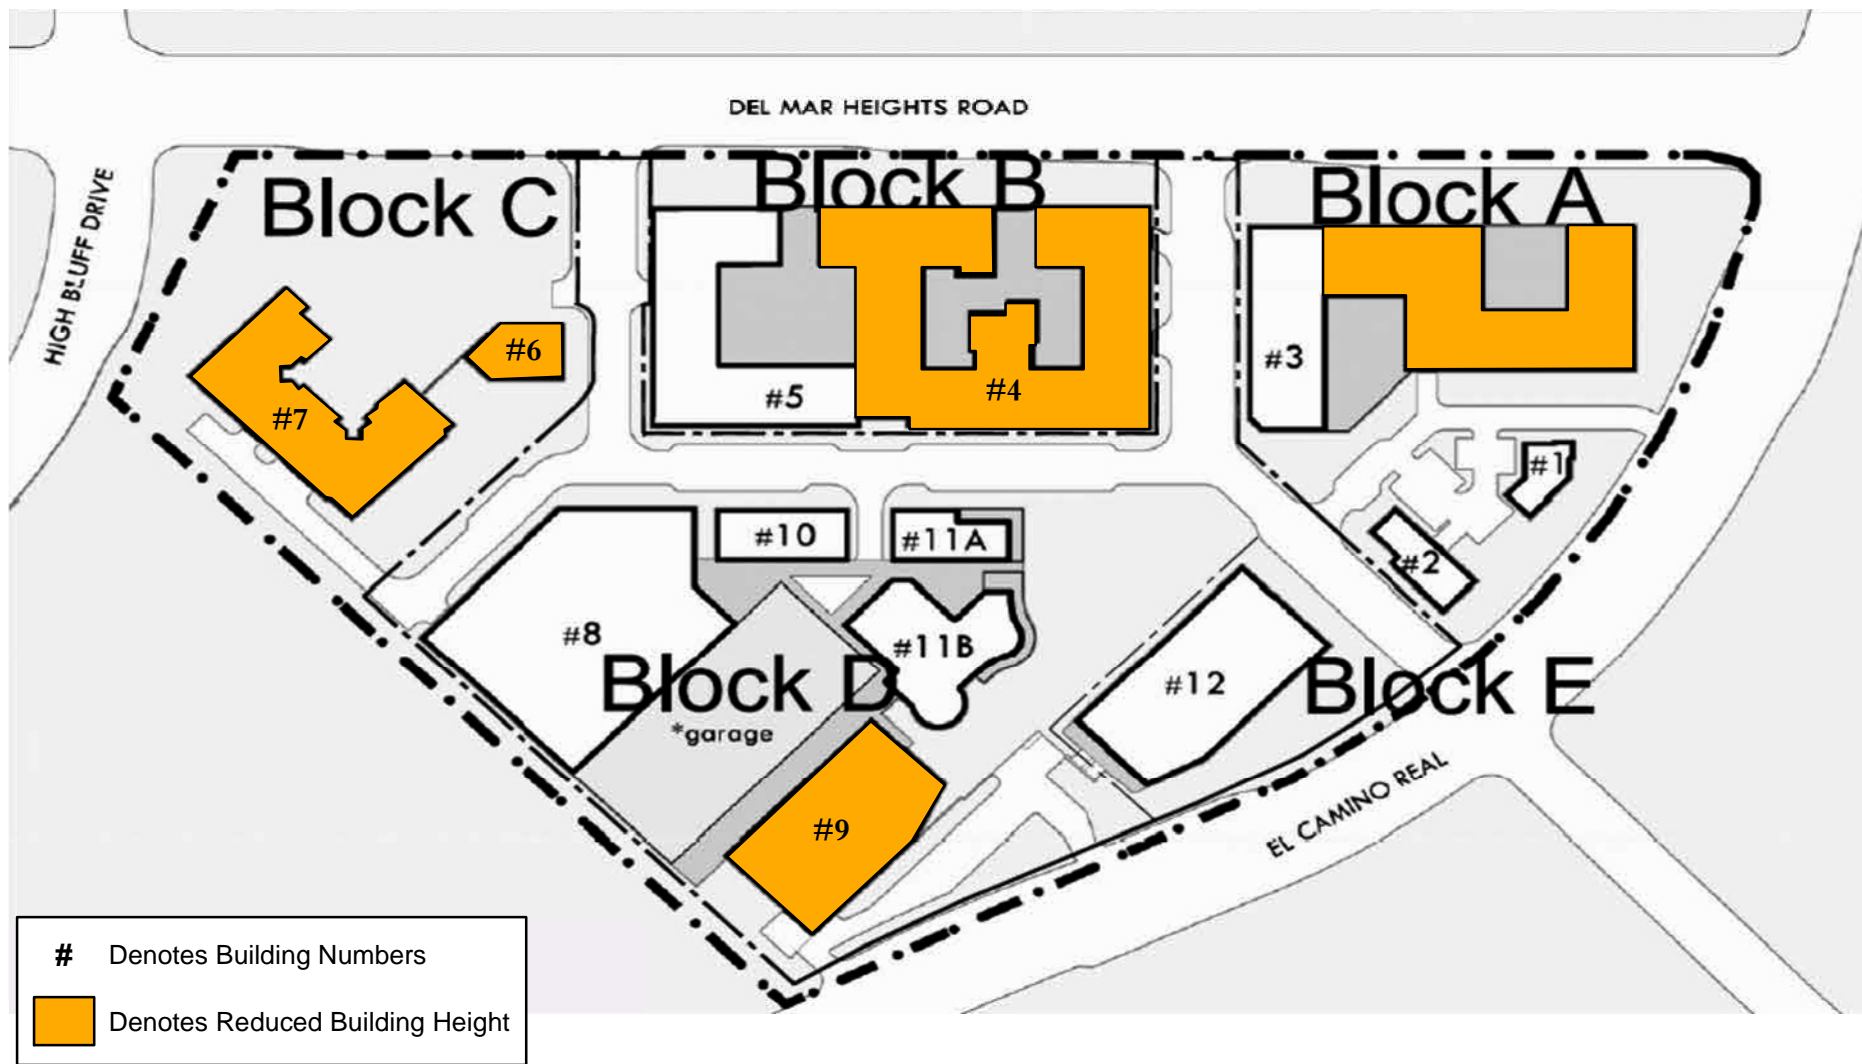 DEL MAR HEIGHTS ROAD
HIGH BLUFF DRIVE
Block C
Block B
Block A
#6
#7
#5
#4
#3
#1
#2
#10
#11A
#8
#11B
Block D
*garage
#12
Block E
#9
EL CAMINO REAL
# Denotes Building Numbers
Denotes Reduced Building Height